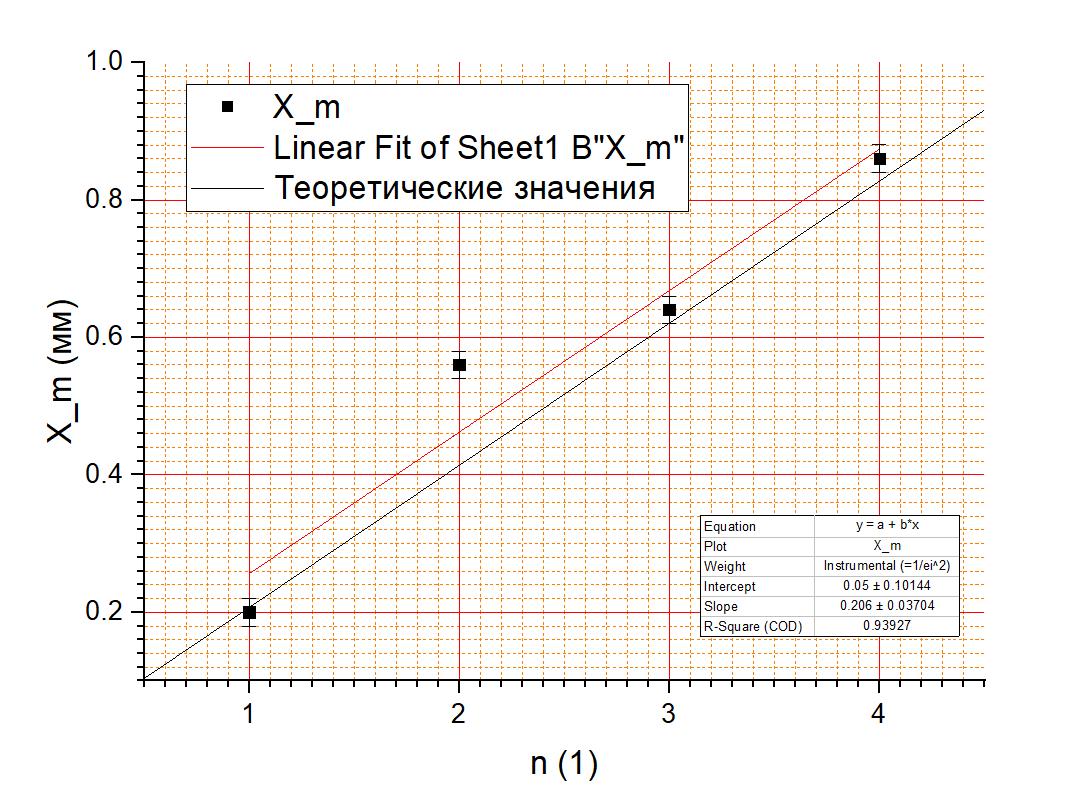 X_m
Linear Fit of Sheet1 B"X_m"
Теоретические значения
1.0
0.8
0.6
0.4
0.2
X_m (мм)
Equation y = a + b*x
Plot X_m
Weight Instrumental (=1/ei^2)
Intercept 0.05 ± 0.10144
Slope 0.206 ± 0.03704
R-Square (COD) 0.93927
1 2 3 4
n (1)